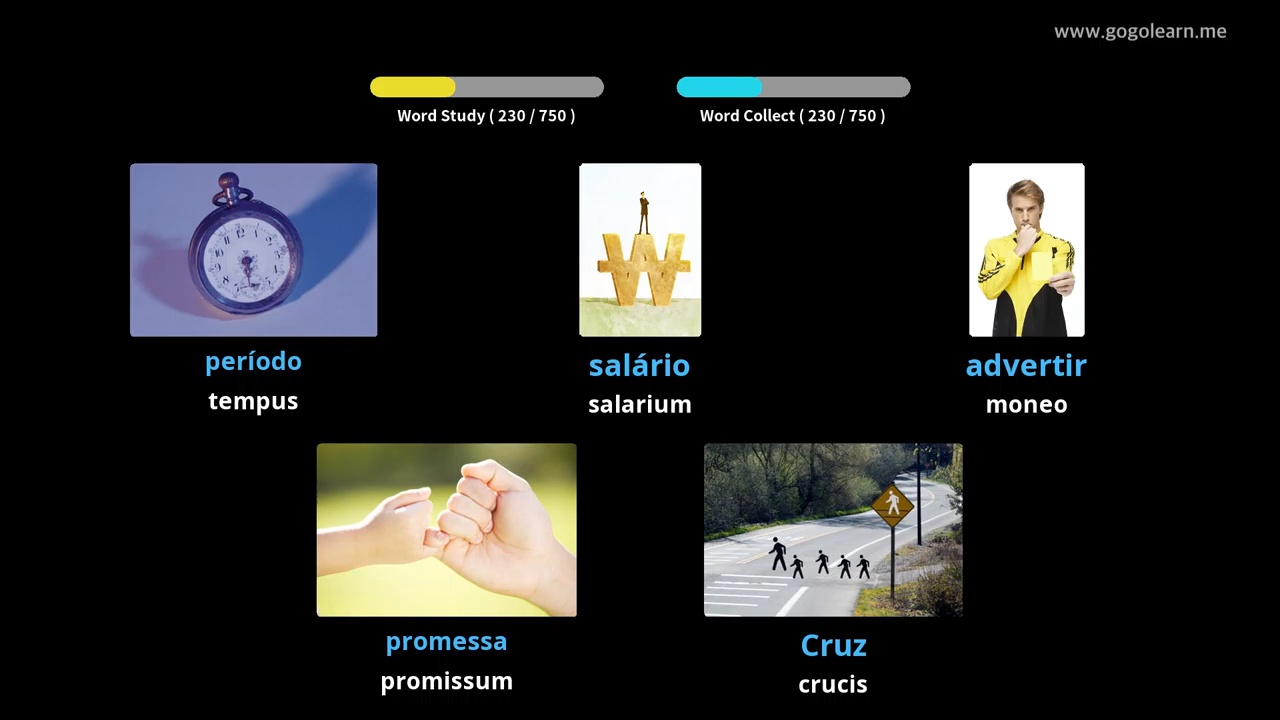 www.gogolearn.me
Word Study ( 230 / 750 )
Word Collect ( 230 / 750 )
período
tempus
salário
salarium
advertir
moneo
promessa
promissum
Cruz
crucis